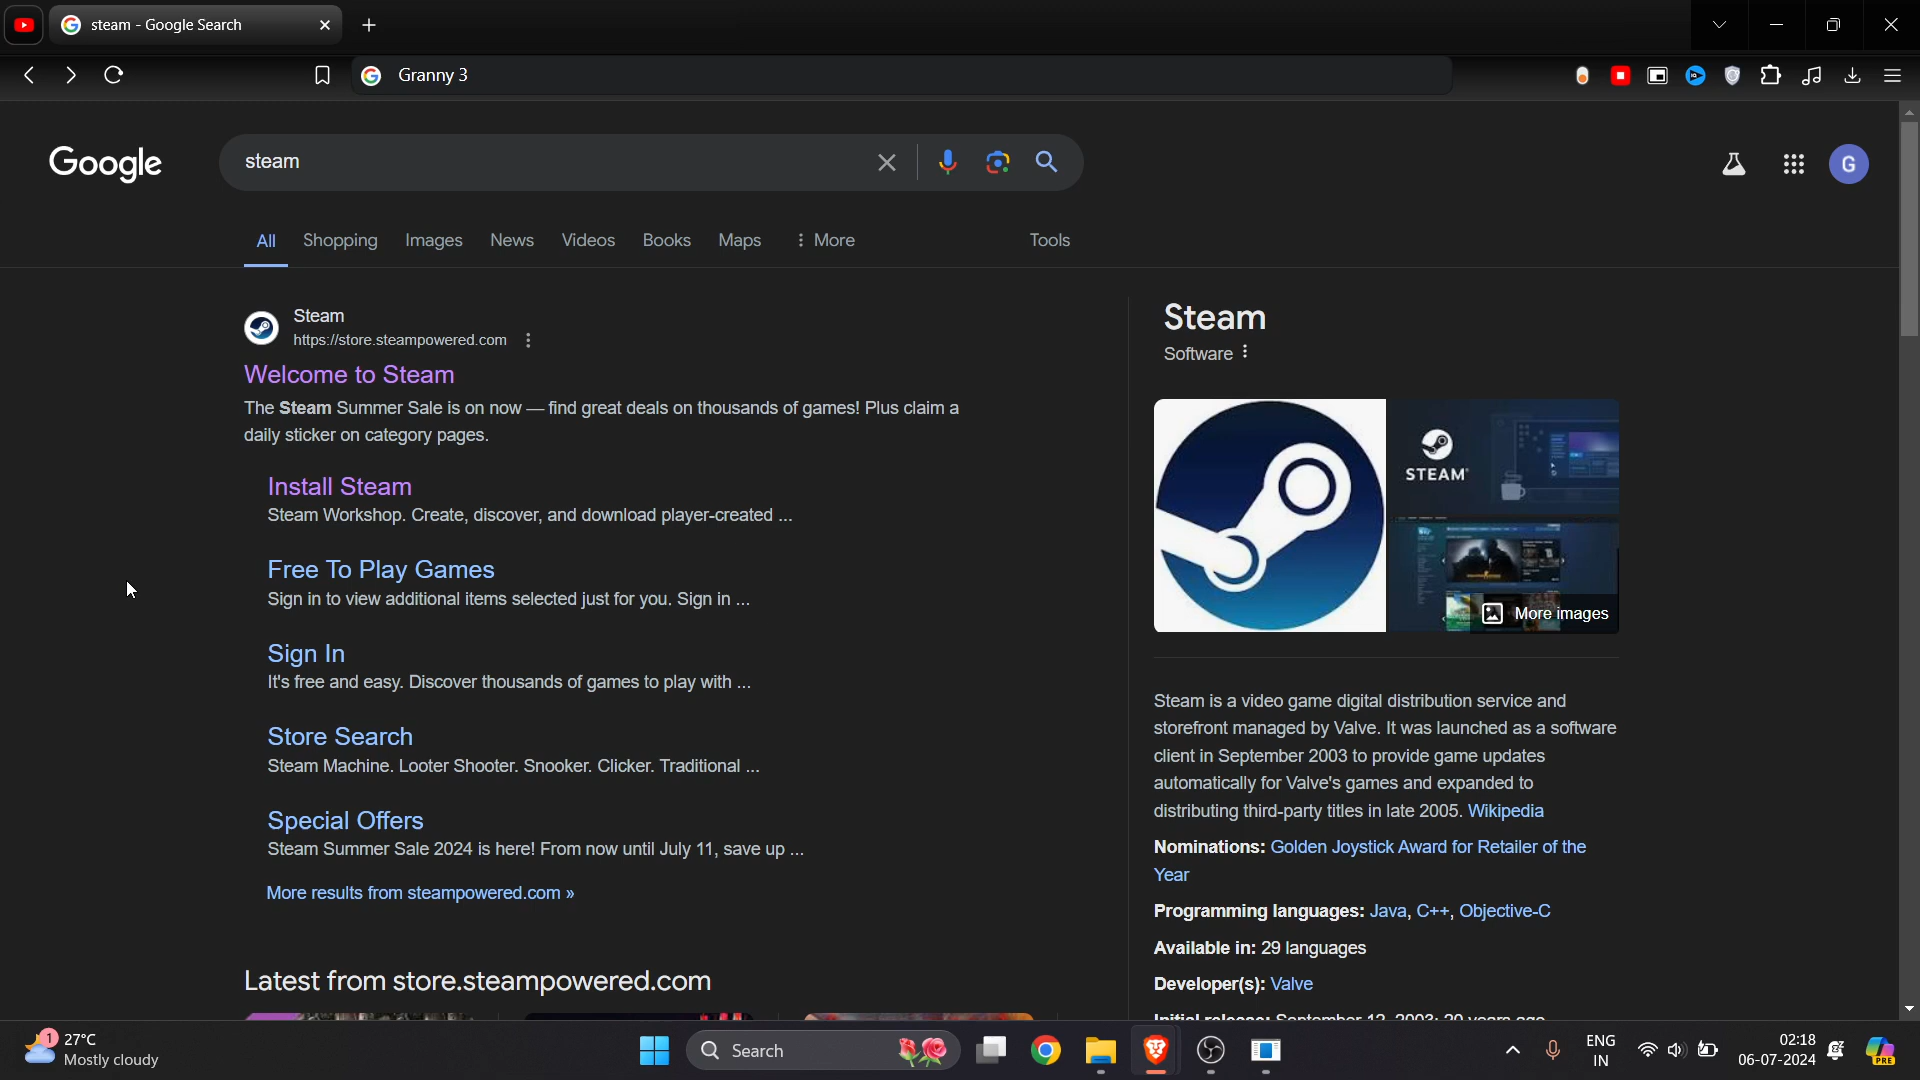 steam - Google Search
Granny 3
Google
steam
G
All
Shopping
Images
News
Videos
Books
Maps
More
Tools
Steam
https://store.steampowered.com
Welcome to Steam
The Steam Summer Sale is on now — find great deals on thousands of games! Plus claim a
daily sticker on category pages.
Install Steam
Steam Workshop. Create, discover, and download player-created ...
Free To Play Games
Sign in to view additional items selected just for you. Sign in ...
Sign In
It's free and easy. Discover thousands of games to play with ...
Store Search
Steam Machine. Looter Shooter. Snooker. Clicker. Traditional ...
Special Offers
Steam Summer Sale 2024 is here! From now until July 11, save up ...
More results from steampowered.com »
Latest from store.steampowered.com
Steam
Software
STEAM
More images
Steam is a video game digital distribution service and
storefront managed by Valve. It was launched as a software
client in September 2003 to provide game updates
automatically for Valve's games and expanded to
distributing third-party titles in late 2005. Wikipedia
Nominations: Golden Joystick Award for Retailer of the
Year
Programming languages: Java, C++, Objective-C
Available in: 29 languages
Developer(s): Valve
Initial release: September 12, 2003; 20 years ago
1
27°C
Mostly cloudy
Search
ENG
IN
02:18
06-07-2024
PRE